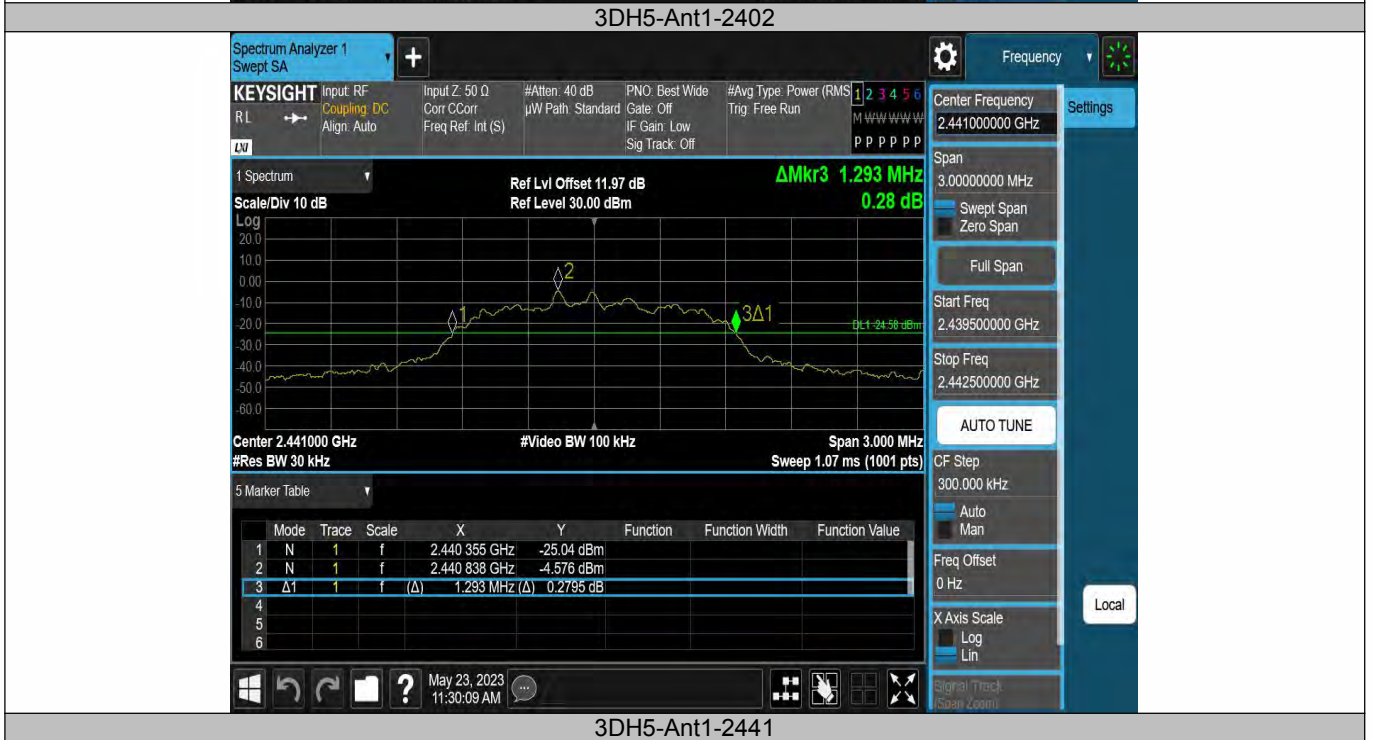 3DH5-Ant1-2402
Spectrum Analyzer 1
Swept SA
+
Frequency
KEYSIGHT
RL
LXI
Input: RF
Coupling: DC
Align: Auto
Input Z: 50 Ω
Corr CCorr
Freq Ref: Int (S)
#Atten: 40 dB
µW Path: Standard
PNO: Best Wide
Gate: Off
IF Gain: Low
Sig Track: Off
#Avg Type: Power (RMS
Trig: Free Run
1 2 3 4 5 6
M W W W W W
P P P P P P
1 Spectrum
Scale/Div 10 dB
Ref Lvl Offset 11.97 dB
Ref Level 30.00 dBm
ΔMkr3 1.293 MHz
0.28 dB
Log
20.0
10.0
0.00
-10.0
-20.0
-30.0
-40.0
-50.0
-60.0
1
2
3Δ1
DL1 -24.58 dBm
Center 2.441000 GHz
#Res BW 30 kHz
#Video BW 100 kHz
Span 3.000 MHz
Sweep 1.07 ms (1001 pts)
5 Marker Table
Mode Trace Scale X Y Function Function Width Function Value
1 N 1 f 2.440 355 GHz -25.04 dBm
2 N 1 f 2.440 838 GHz -4.576 dBm
3 Δ1 1 f (Δ) 1.293 MHz (Δ) 0.2795 dB
4
5
6
May 23, 2023
11:30:09 AM
Center Frequency
2.441000000 GHz
Settings
Span
3.00000000 MHz
Swept Span
Zero Span
Full Span
Start Freq
2.439500000 GHz
Stop Freq
2.442500000 GHz
AUTO TUNE
CF Step
300.000 kHz
Auto
Man
Freq Offset
0 Hz
X Axis Scale
Log
Lin
Signal Track
(Span Zoom)
Local
3DH5-Ant1-2441